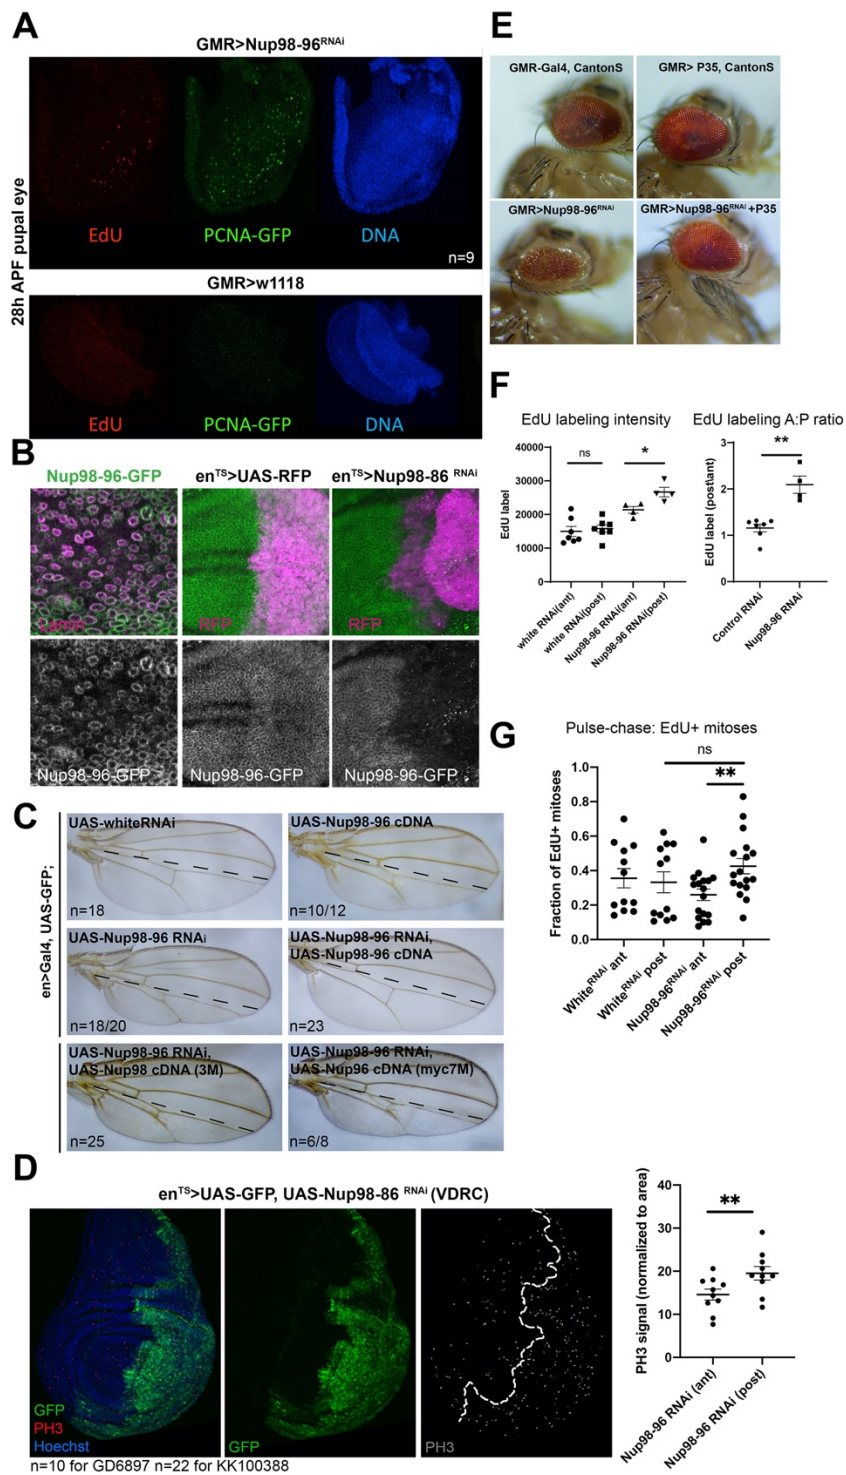 A
GMR>Nup98-96RNAi
28h APF pupal eye
EdU
PCNA-GFP
DNA
n=9
GMR>w1118
EdU
PCNA-GFP
DNA
B
Nup98-96-GFP
enTS>UAS-RFP
enTS>Nup98-86 RNAi
Lamin
RFP
RFP
Nup98-96-GFP
Nup98-96-GFP
Nup98-96-GFP
C
en>Gal4, UAS-GFP;
UAS-whiteRNAi
n=18
UAS-Nup98-96 cDNA
n=10/12
UAS-Nup98-96 RNAi
n=18/20
UAS-Nup98-96 RNAi,
UAS-Nup98-96 cDNA
n=23
UAS-Nup98-96 RNAi,
UAS-Nup98 cDNA (3M)
n=25
UAS-Nup98-96 RNAi,
UAS-Nup96 cDNA (myc7M)
n=6/8
D
enTS>UAS-GFP, UAS-Nup98-86 RNAi (VDRC)
GFP
PH3
Hoechst
GFP
PH3
n=10 for GD6897 n=22 for KK100388
PH3 signal (normalized to area)
40
30
20
10
0
**
Nup98-96 RNAi (ant)
Nup98-96 RNAi (post)
E
GMR-Gal4, CantonS
GMR> P35, CantonS
GMR>Nup98-96RNAi
GMR>Nup98-96RNAi +P35
F
EdU labeling intensity
EdU label
40000
30000
20000
10000
0
ns
*
white RNAi(ant)
white RNAi(post)
Nup98-96 RNAi(ant)
Nup98-96 RNAi(post)
EdU labeling A:P ratio
EdU label (post\ant)
3
2
1
0
**
Control RNAi
Nup98-96 RNAi
G
Pulse-chase: EdU+ mitoses
Fraction of EdU+ mitoses
1.0
0.8
0.6
0.4
0.2
0.0
ns
**
WhiteRNAi ant
WhiteRNAi post
Nup98-96RNAi ant
Nup98-96RNAi post